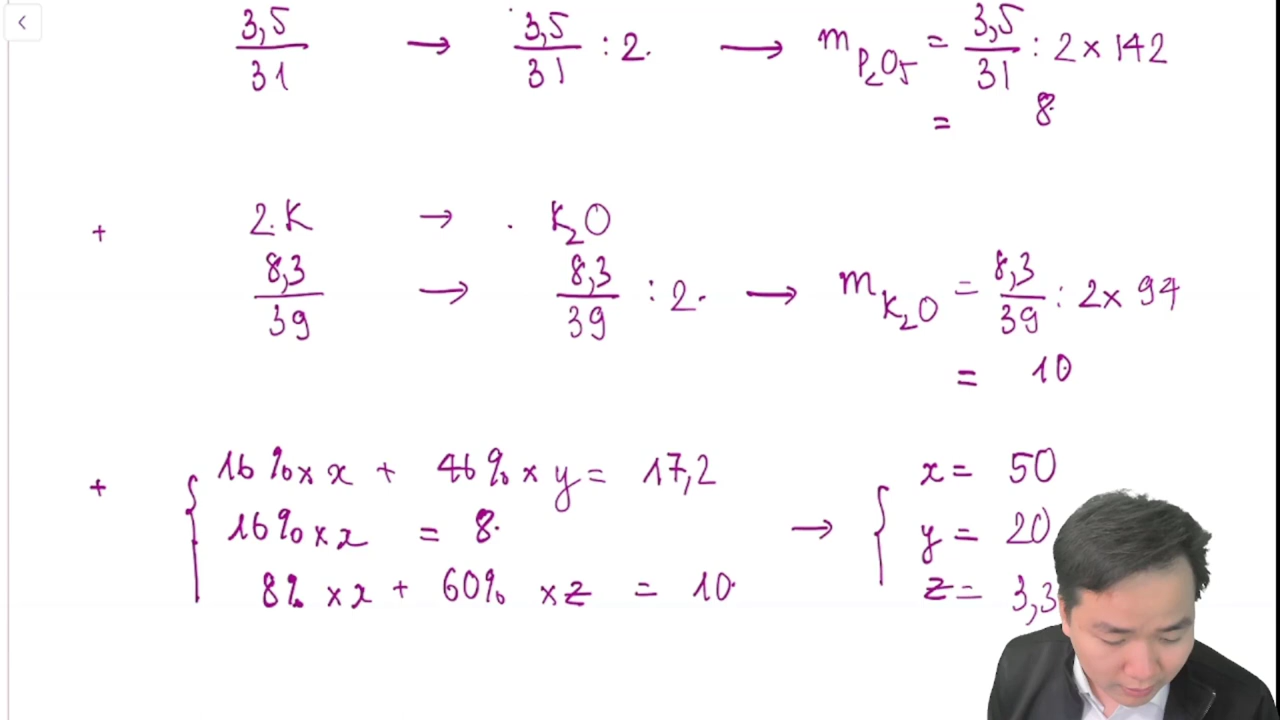 3,5/31 → 3,5/31 : 2. → m P₂O₅ = 3,5/31 : 2 x 142
= 8
+ 2.K → . K₂O
8,3/39 → 8,3/39 : 2. → m K₂O = 8,3/39 : 2 x 94
= 10
+ { 16% x x + 46% x y = 17,2
16% x x = 8.
8% x x + 60% x z = 10.
→ { x = 50
y = 20
z = 3,3